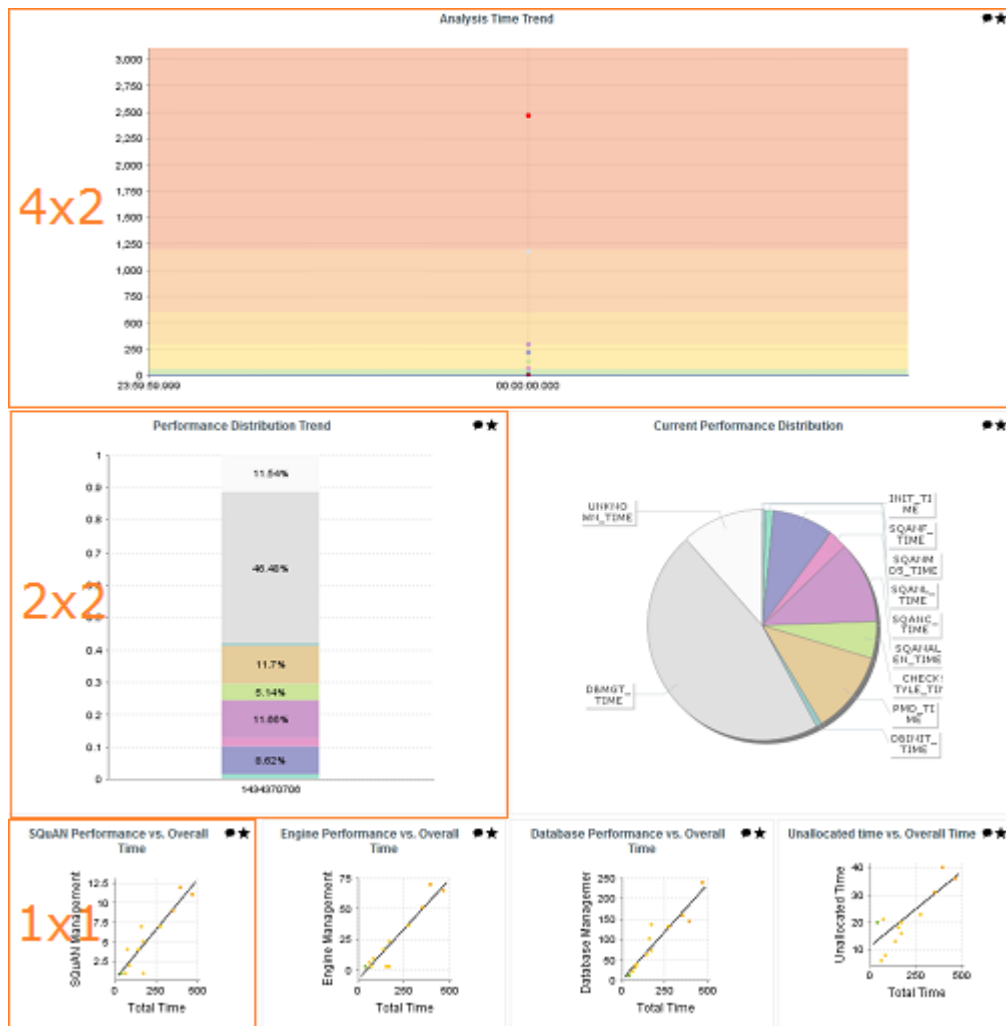 Analysis Time Trend
3,000
2,750
2,500
2,250
2,000
1,750
1,500
1,250
1,000
750
500
250
0
23:59:59.999 00:00:00.000
4x2
Performance Distribution Trend
1
0.9
0.8
0.7
0.4
0.3
0.2
0.1
0
11.54%
46.48%
11.7%
5.14%
11.66%
8.62%
1434370706
2x2
Current Performance Distribution
UNKNO
WN_TIME
DBMGT_
TIME
INIT_TI
ME
SQANF_
TIME
SQANM
DS_TIME
SQANL_
TIME
SQANC_
TIME
SQANAL
EN_TIME
CHECKS
TYLE_TIM
PMD_TI
ME
DBINIT_
TIME
SQuAN Performance vs. Overall
Time
12.5
10.0
7.5
5.0
2.5
SQuAN Management
0 250 500
Total Time
1x1
Engine Performance vs. Overall
Time
75
50
25
0
Engine Management
0 250 500
Total Time
Database Performance vs. Overall
Time
250
200
150
100
50
0
Database Managemer
0 250 500
Total Time
Unallocated time vs. Overall Time
40
30
20
10
Unallocated Time
0 250 500
Total Time